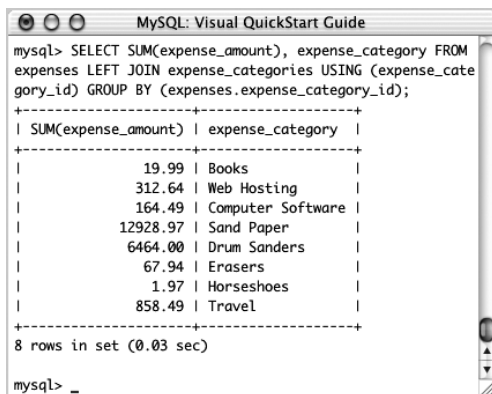 MySQL: Visual QuickStart Guide
mysql> SELECT SUM(expense_amount), expense_category FROM
expenses LEFT JOIN expense_categories USING (expense_cate
gory_id) GROUP BY (expenses.expense_category_id);
+---------------------+-------------------+
| SUM(expense_amount) | expense_category  |
+---------------------+-------------------+
|               19.99 | Books             |
|              312.64 | Web Hosting       |
|              164.49 | Computer Software |
|            12928.97 | Sand Paper        |
|             6464.00 | Drum Sanders      |
|               67.94 | Erasers           |
|                1.97 | Horseshoes        |
|              858.49 | Travel            |
+---------------------+-------------------+
8 rows in set (0.03 sec)
mysql> _